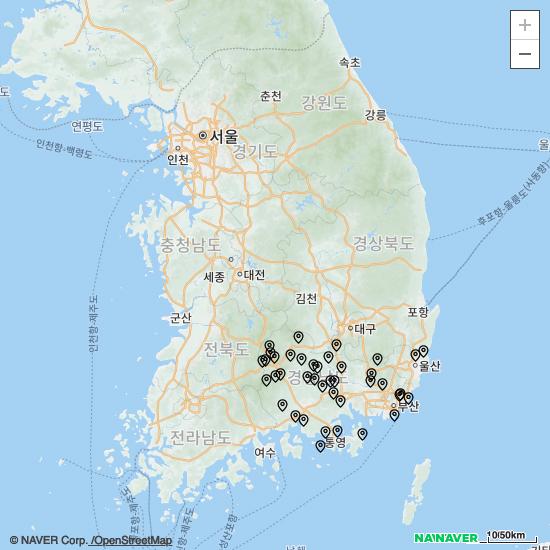 +
−
속초
춘천
강원도
강릉
도
연평도
서울
인천
경기도
인천항-백령도
울
후포항-울릉도(사동항)
충청남도
세종
대전
경상북도
김천
인천항-제주도
군산
포항
대구
전북도
울산
경
남도
부산
전라남도
여수
통영
© NAVER Corp. /OpenStreetMap
NAVER
10/50km